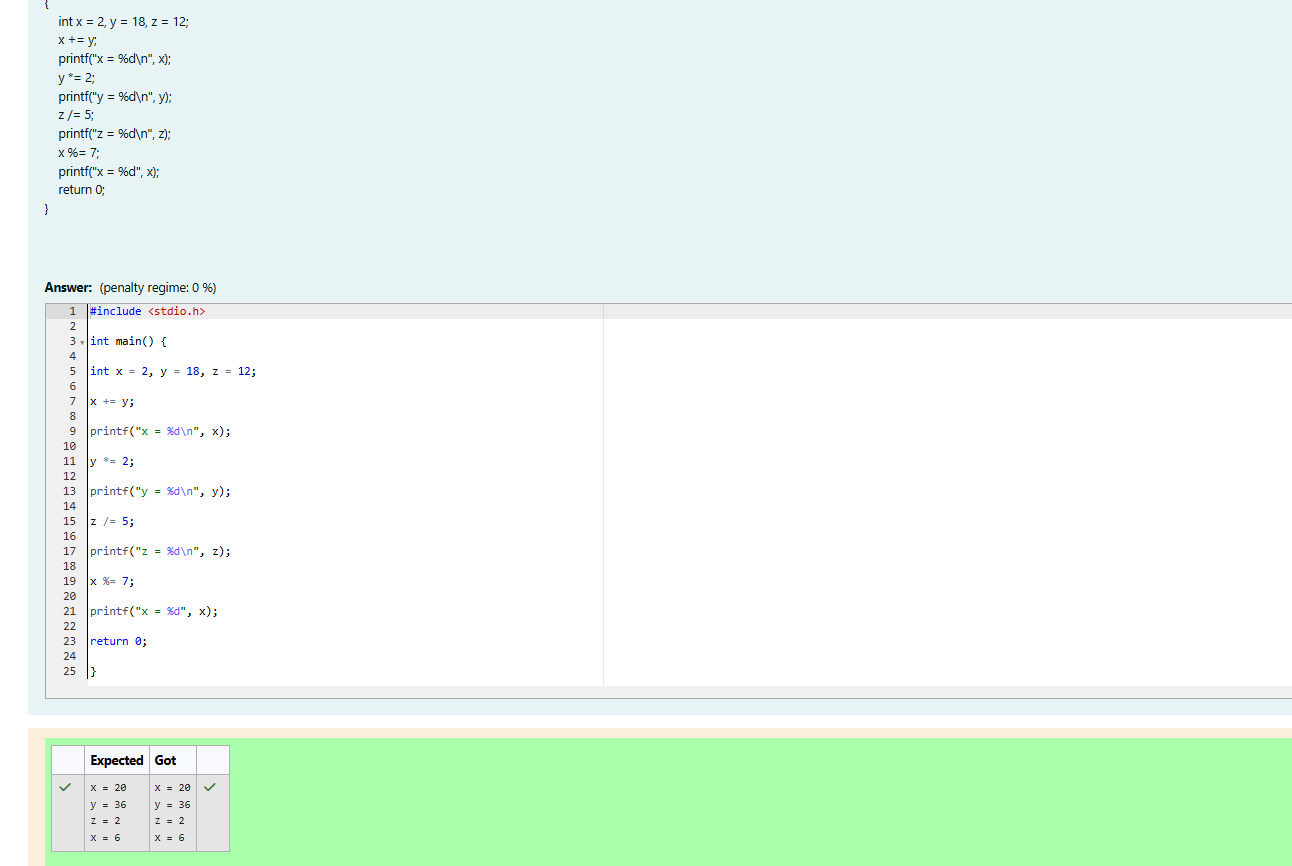 {
int x = 2, y = 18, z = 12;
x += y;
printf("x = %d\n", x);
y *= 2;
printf("y = %d\n", y);
z /= 5;
printf("z = %d\n", z);
x %= 7;
printf("x = %d", x);
return 0;
}
Answer: (penalty regime: 0 %)
1 #include <stdio.h>
2
3 int main() {
4
5 int x = 2, y = 18, z = 12;
6
7 x += y;
8
9 printf("x = %d\n", x);
10
11 y *= 2;
12
13 printf("y = %d\n", y);
14
15 z /= 5;
16
17 printf("z = %d\n", z);
18
19 x %= 7;
20
21 printf("x = %d", x);
22
23 return 0;
24
25 }
Expected Got
x = 20 x = 20
y = 36 y = 36
z = 2 z = 2
x = 6 x = 6